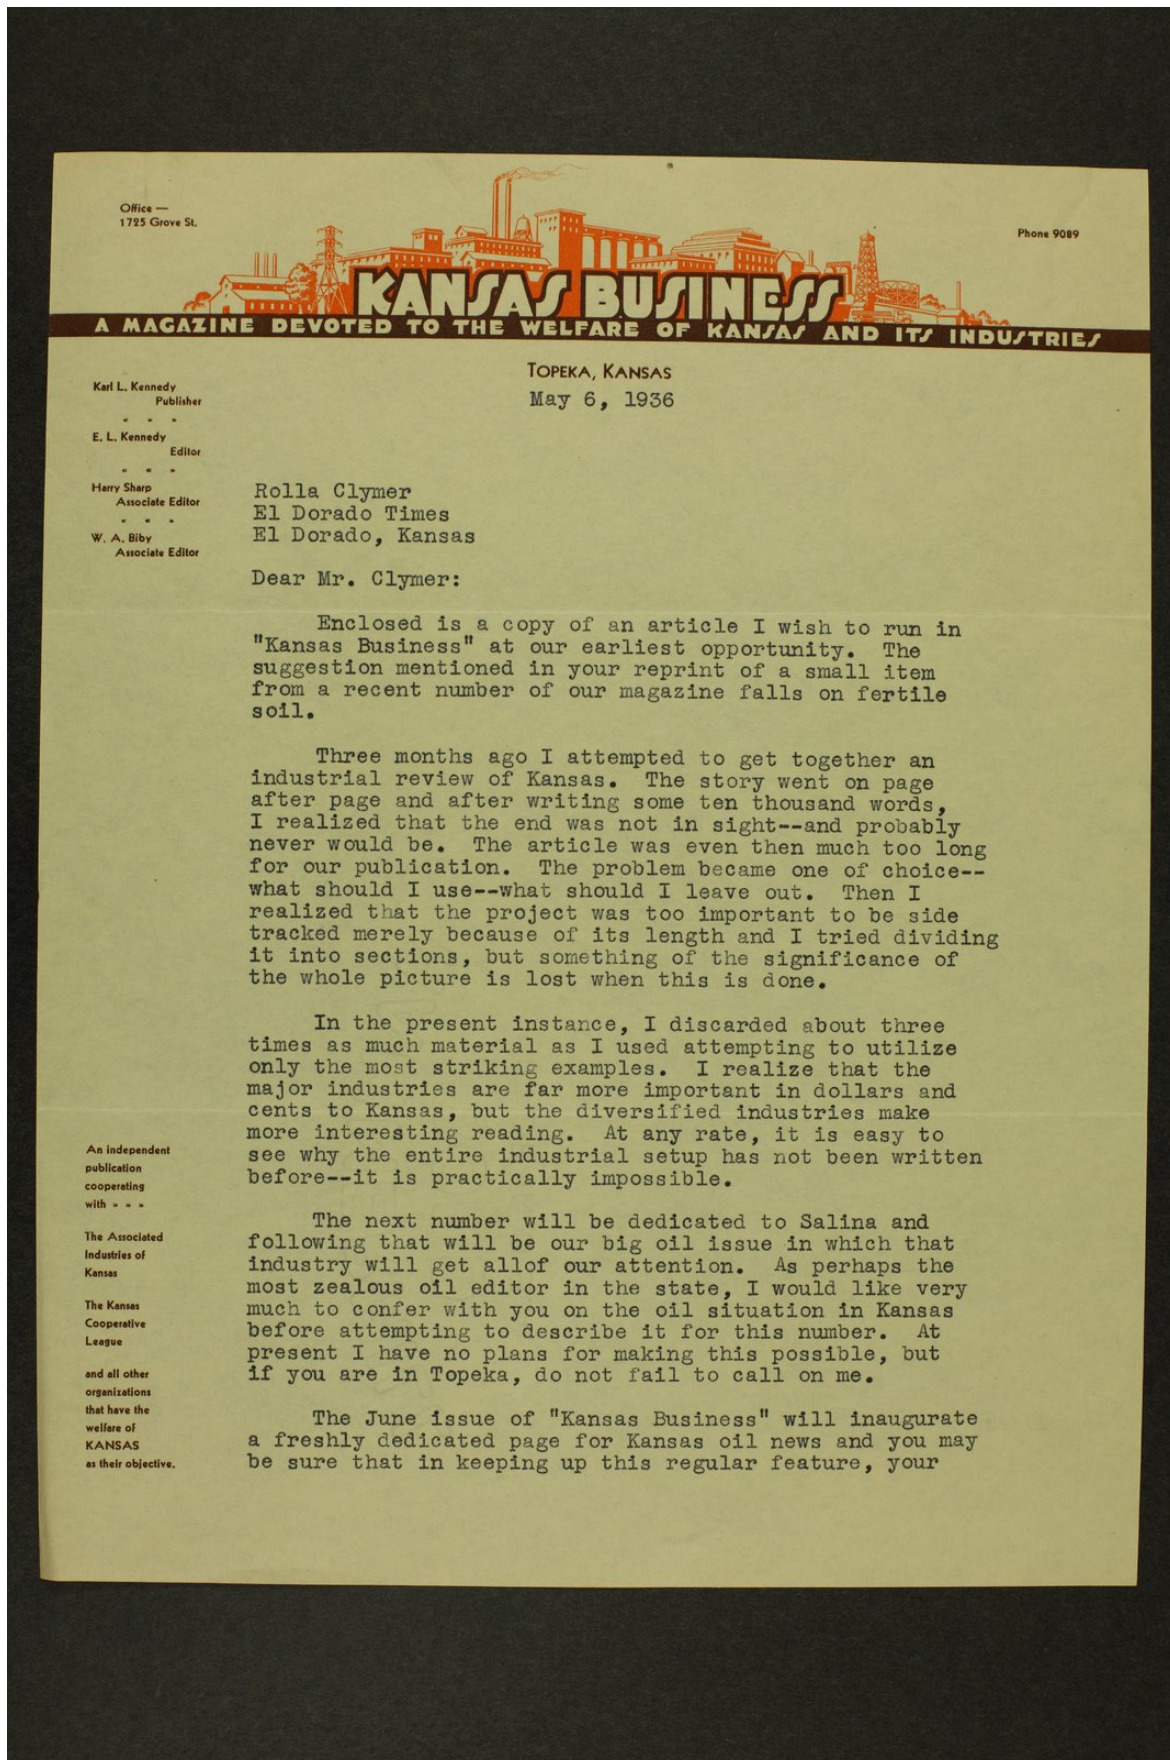 Office —
1725 Grove St.
Phone 9089
KANSAS BUSINESS
A MAGAZINE DEVOTED TO THE WELFARE OF KANSAS AND ITS INDUSTRIES
TOPEKA, KANSAS
May 6, 1936
Karl L. Kennedy
Publisher
E. L. Kennedy
Editor
Harry Sharp
Associate Editor
W. A. Biby
Associate Editor
Rolla Clymer
El Dorado Times
El Dorado, Kansas
Dear Mr. Clymer:
Enclosed is a copy of an article I wish to run in
"Kansas Business" at our earliest opportunity. The
suggestion mentioned in your reprint of a small item
from a recent number of our magazine falls on fertile
soil.
Three months ago I attempted to get together an
industrial review of Kansas. The story went on page
after page and after writing some ten thousand words,
I realized that the end was not in sight--and probably
never would be. The article was even then much too long
for our publication. The problem became one of choice--
what should I use--what should I leave out. Then I
realized that the project was too important to be side
tracked merely because of its length and I tried dividing
it into sections, but something of the significance of
the whole picture is lost when this is done.
In the present instance, I discarded about three
times as much material as I used attempting to utilize
only the most striking examples. I realize that the
major industries are far more important in dollars and
cents to Kansas, but the diversified industries make
more interesting reading. At any rate, it is easy to
see why the entire industrial setup has not been written
before--it is practically impossible.
The next number will be dedicated to Salina and
following that will be our big oil issue in which that
industry will get allof our attention. As perhaps the
most zealous oil editor in the state, I would like very
much to confer with you on the oil situation in Kansas
before attempting to describe it for this number. At
present I have no plans for making this possible, but
if you are in Topeka, do not fail to call on me.
The June issue of "Kansas Business" will inaugurate
a freshly dedicated page for Kansas oil news and you may
be sure that in keeping up this regular feature, your
An independent
publication
cooperating
with » » »
The Associated
Industries of
Kansas
The Kansas
Cooperative
League
and all other
organizations
that have the
welfare of
KANSAS
as their objective.